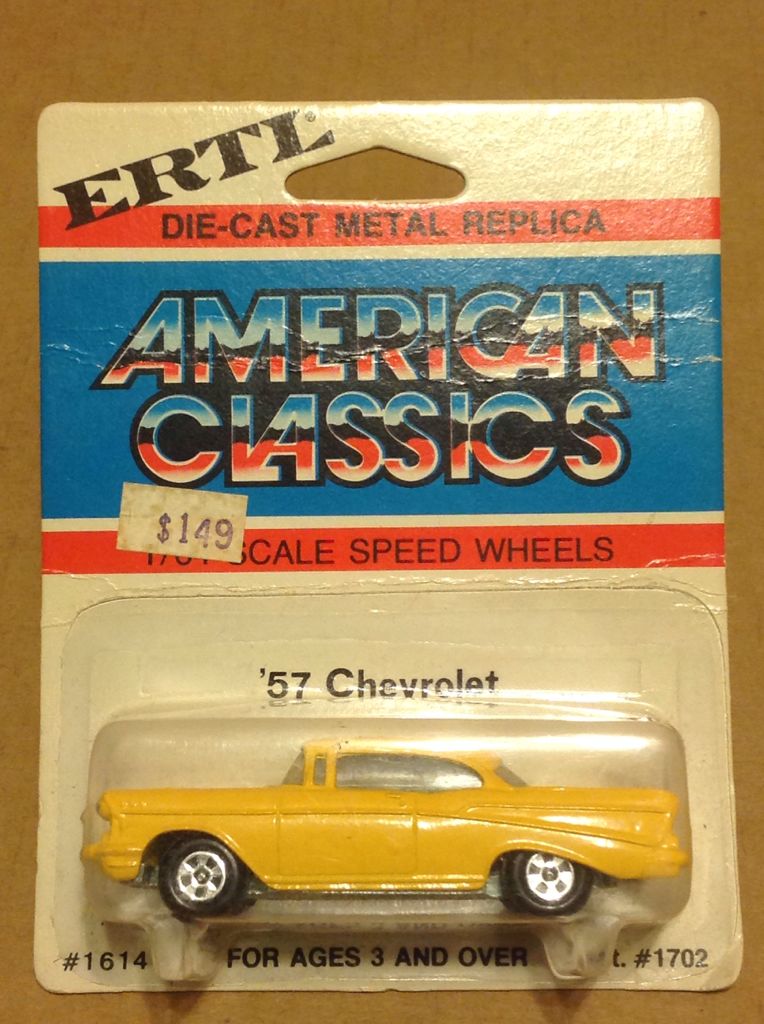 ERTL®
DIE-CAST METAL REPLICA
AMERICAN
CLASSICS
$149
SCALE SPEED WHEELS
'57 Chevrolet
#1614
FOR AGES 3 AND OVER
#1702